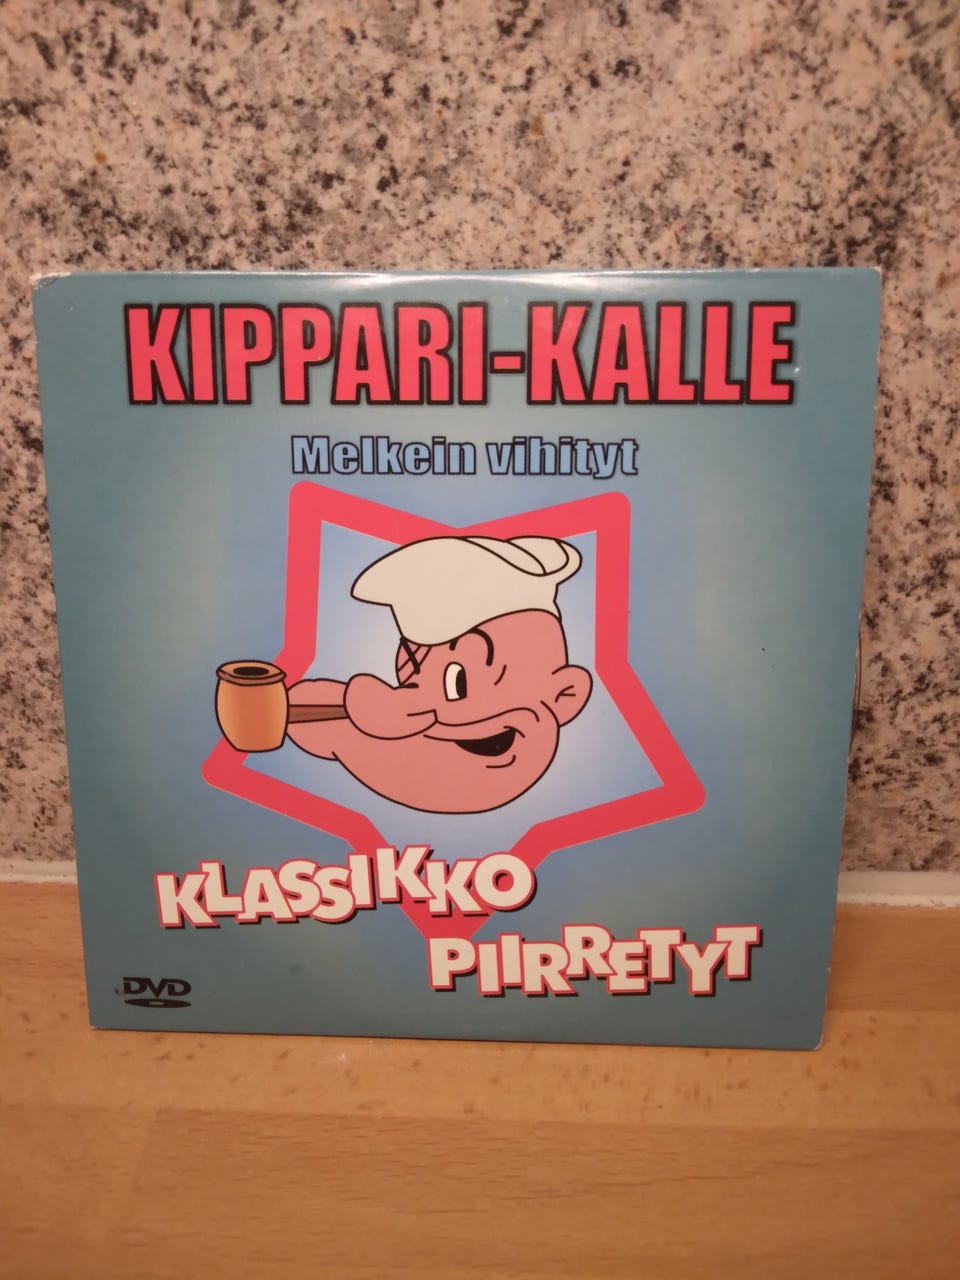 KIPPARI-KALLE
Melkein vihityt
KLASSIKKO
PIIRRETYT
DVD